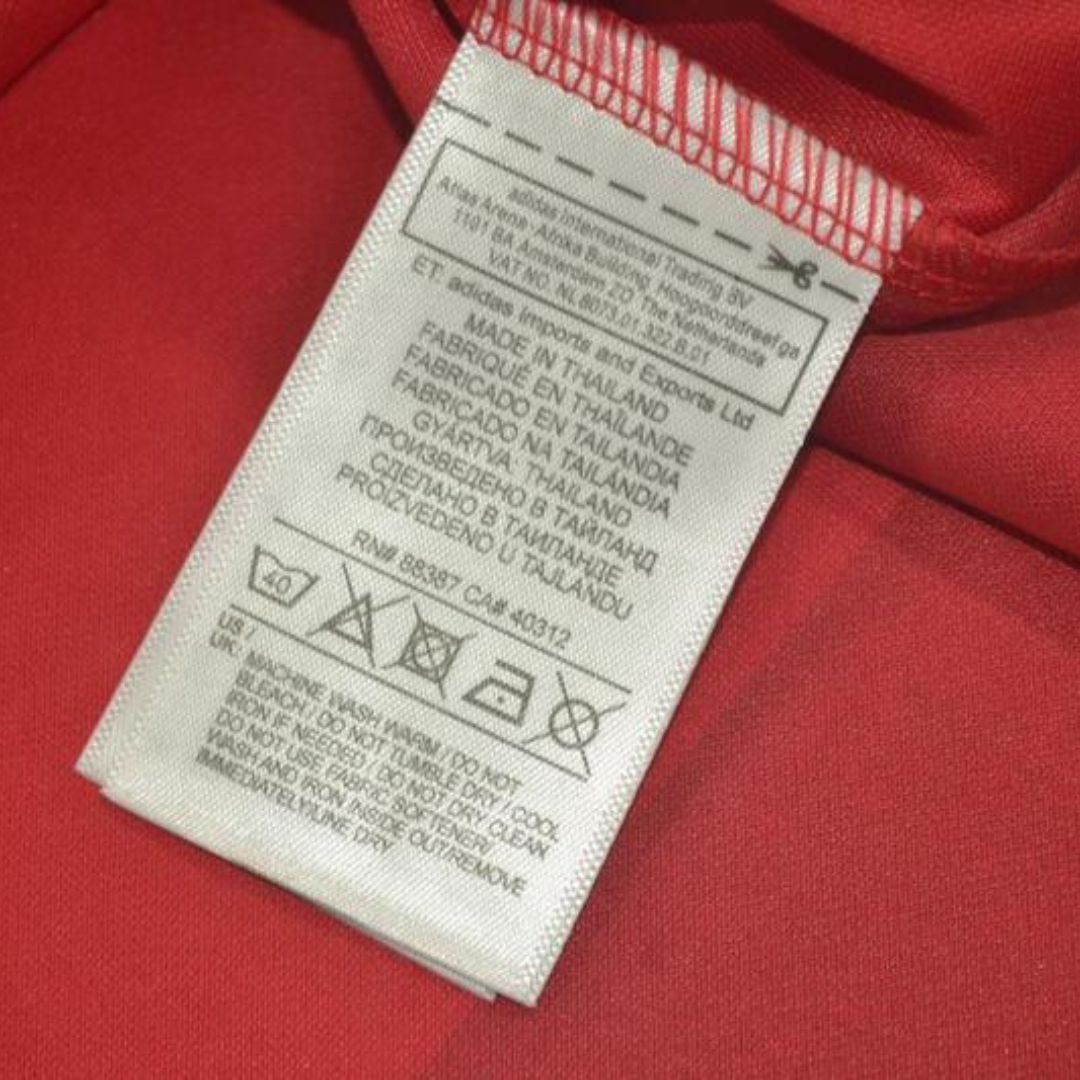 adidas International Trading BV
Atlas Arena Afrika Building, Hoogoorddreef 9a
1101 BA Amsterdam ZO The Netherlands
VAT NO. NL8073.01.322.B.01
ET: adidas Imports and Exports Ltd
MADE IN THAILAND
FABRIQUÉ EN THAÏLANDE
FABRICADO EN TAILANDIA
FABRICADO NA TAILÂNDIA
GYÁRTVA: THAILAND
ПРОИЗВЕДЕНО В ТАЙЛАНД
СДЕЛАНО В ТАИЛАНДЕ
PROIZVEDENO U TAJLANDU
RN# 88387 CA# 40312
40
US /
UK: MACHINE WASH WARM / DO NOT
BLEACH / DO NOT TUMBLE DRY / COOL
IRON IF NEEDED / DO NOT DRY CLEAN
DO NOT USE FABRIC SOFTENER/
WASH AND IRON INSIDE OUT/REMOVE
IMMEDIATELY/LINE DRY